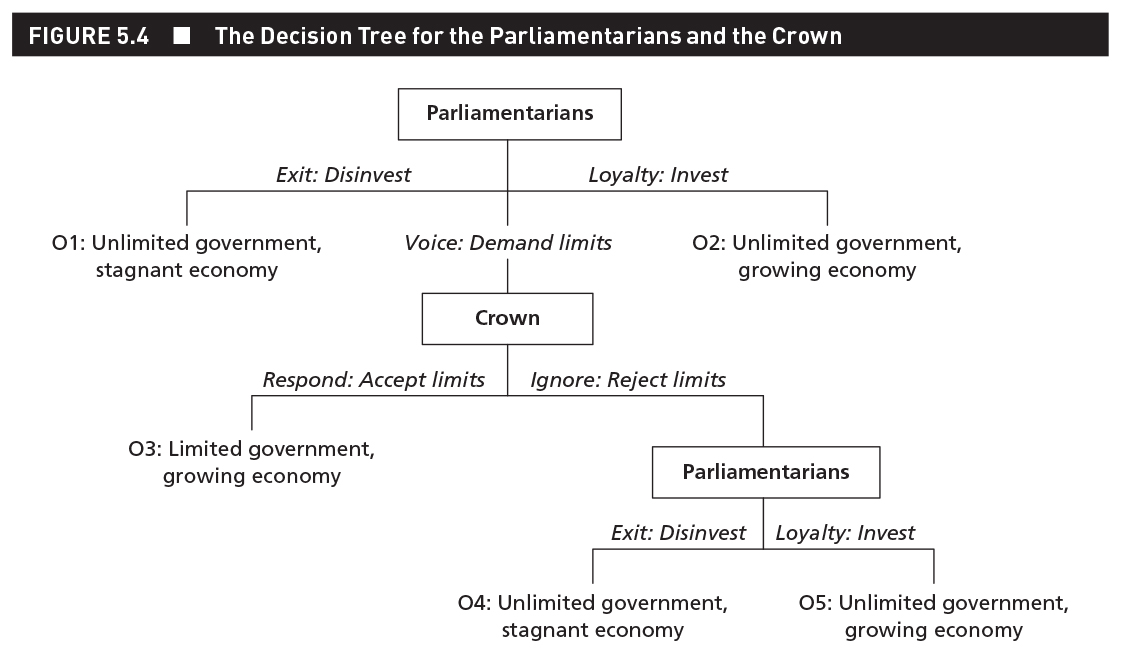 FIGURE 5.4 ■ The Decision Tree for the Parliamentarians and the Crown
Parliamentarians
Exit: Disinvest
Loyalty: Invest
O1: Unlimited government,
stagnant economy
Voice: Demand limits
O2: Unlimited government,
growing economy
Crown
Respond: Accept limits
Ignore: Reject limits
O3: Limited government,
growing economy
Parliamentarians
Exit: Disinvest
Loyalty: Invest
O4: Unlimited government,
stagnant economy
O5: Unlimited government,
growing economy